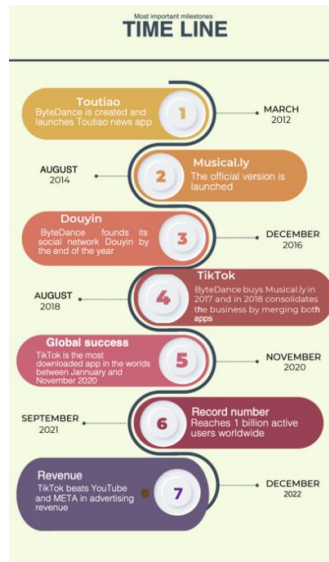 Most important milestones
TIME LINE
Toutiao
ByteDance is created and
launches Toutiao news app
1
MARCH
2012
AUGUST
2014
2
Musical.ly
The official version is
launched
Douyin
ByteDance founds its
social network Douyin by
the end of the year
3
DECEMBER
2016
AUGUST
2018
4
TikTok
ByteDance buys Musical.ly in
2017 and in 2018 consolidates
the business by merging both
apps
Global success
TikTok is the most
downloaded app in the worlds
between Jannuary and
November 2020
5
NOVEMBER
2020
SEPTEMBER
2021
6
Record number
Reaches 1 billion active
users worldwide
Revenue
TikTok beats YouTube
and META in advertising
revenue
7
DECEMBER
2022